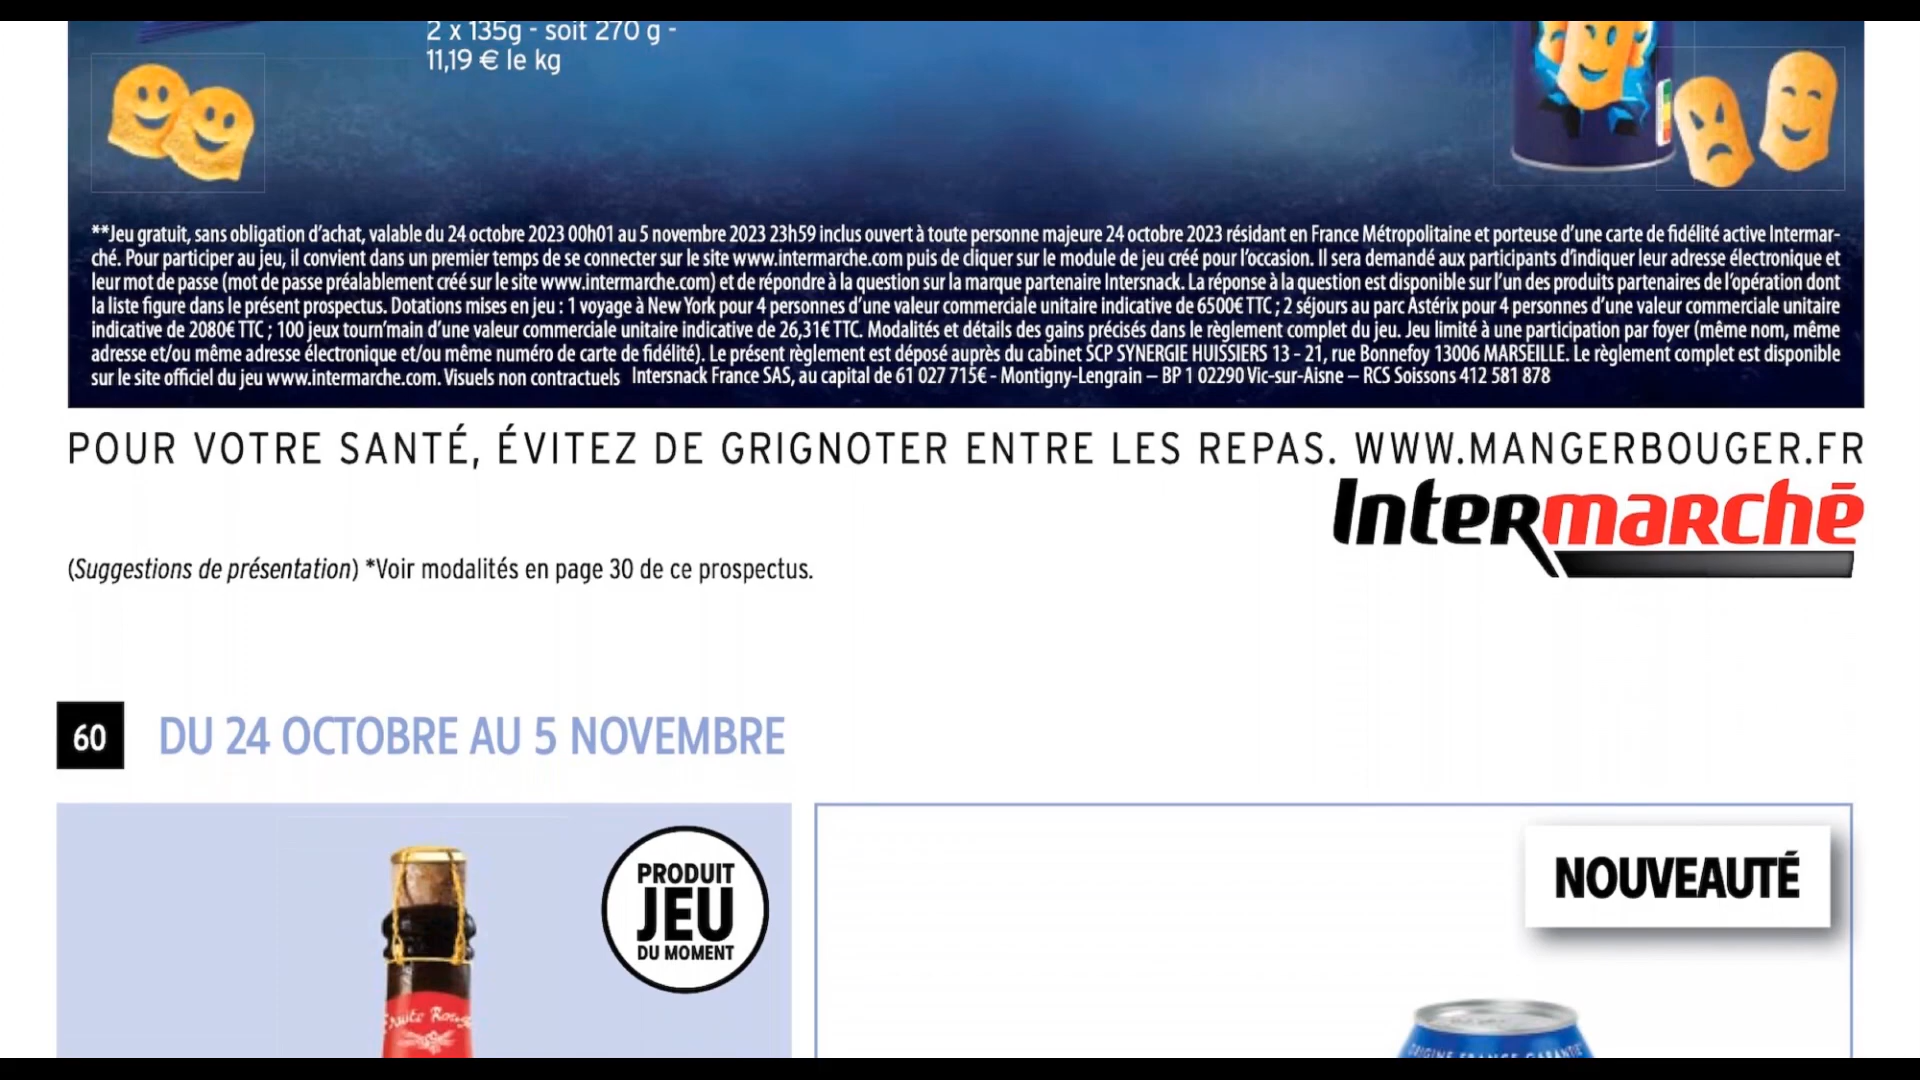 2 x 135g - soit 270 g -
11,19 € le kg
**Jeu gratuit, sans obligation d'achat, valable du 24 octobre 2023 00h01 au 5 novembre 2023 23h59 inclus ouvert à toute personne majeure 24 octobre 2023 résidant en France Métropolitaine et porteuse d'une carte de fidélité active Intermar-
ché. Pour participer au jeu, il convient dans un premier temps de se connecter sur le site www.intermarche.com puis de cliquer sur le module de jeu créé pour l'occasion. Il sera demandé aux participants d'indiquer leur adresse électronique et
leur mot de passe (mot de passe préalablement créé sur le site www.intermarche.com) et de répondre à la question sur la marque partenaire Intersnack. La réponse à la question est disponible sur l'un des produits partenaires de l'opération dont
la liste figure dans le présent prospectus. Dotations mises en jeu : 1 voyage à New York pour 4 personnes d'une valeur commerciale unitaire indicative de 6500€ TTC ; 2 séjours au parc Astérix pour 4 personnes d'une valeur commerciale unitaire
indicative de 2080€ TTC ; 100 jeux tourn'main d'une valeur commerciale unitaire indicative de 26,31€ TTC. Modalités et détails des gains précisés dans le règlement complet du jeu. Jeu limité à une participation par foyer (même nom, même
adresse et/ou même adresse électronique et/ou même numéro de carte de fidélité). Le présent règlement est déposé auprès du cabinet SCP SYNERGIE HUISSIERS 13 - 21, rue Bonnefoy 13006 MARSEILLE. Le règlement complet est disponible
sur le site officiel du jeu www.intermarche.com. Visuels non contractuels Intersnack France SAS, au capital de 61 027 715€ - Montigny-Lengrain – BP 1 02290 Vic-sur-Aisne – RCS Soissons 412 581 878
POUR VOTRE SANTÉ, ÉVITEZ DE GRIGNOTER ENTRE LES REPAS. WWW.MANGERBOUGER.FR
Intermarché
(Suggestions de présentation) *Voir modalités en page 30 de ce prospectus.
60 DU 24 OCTOBRE AU 5 NOVEMBRE
PRODUIT
JEU
DU MOMENT
NOUVEAUTÉ
Fruits Rouges
ORIGINE FRANCE GARANTIE